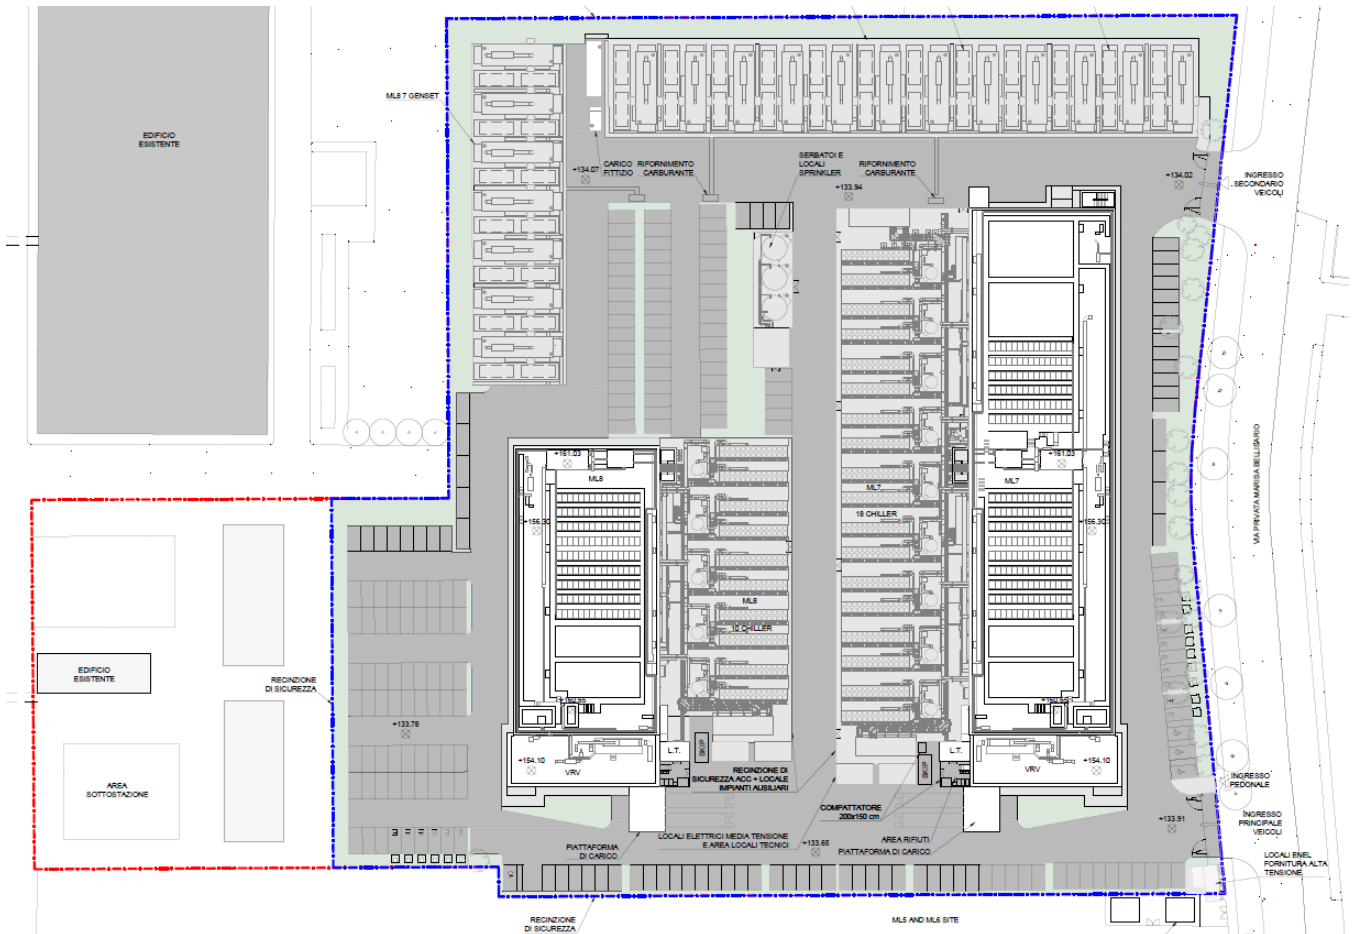 ML8 7 GENSET
EDIFICIO
ESISTENTE
+134.07
CARICO
FITTIZIO
RIFORNIMENTO
CARBURANTE
SERBATOI E
LOCALI
SPRINKLER
+133.94
RIFORNIMENTO
CARBURANTE
+134.02
INGRESSO
SECONDARIO
VEICOLI
+161.03
ML8
+156.30
+161.03
ML7
+156.30
ML7
18 CHILLER
VIA PRIVATA MARISA BELLISARIO
ML8
10 CHILLER
EDIFICIO
ESISTENTE
RECINZIONE
DI SICUREZZA
+133.78
+154.10
VRV
L.T.
SKIP
RECINZIONE DI
SICUREZZA ACC + LOCALE
IMPIANTI AUSILIARI
L.T.
SKIP
VRV
+154.10
INGRESSO
PEDONALE
AREA
SOTTOSTAZIONE
COMPATTATORE
200x150 cm
INGRESSO
PRINCIPALE
VEICOLI
+133.91
LOCALI ELETTRICI MEDIA TENSIONE
E AREA LOCALI TECNICI
+133.65
AREA RIFIUTI
PIATTAFORMA DI CARICO
PIATTAFORMA
DI CARICO
LOCALI ENEL
FORNITURA ALTA
TENSIONE
RECINZIONE
DI SICUREZZA
ML5 AND ML6 SITE